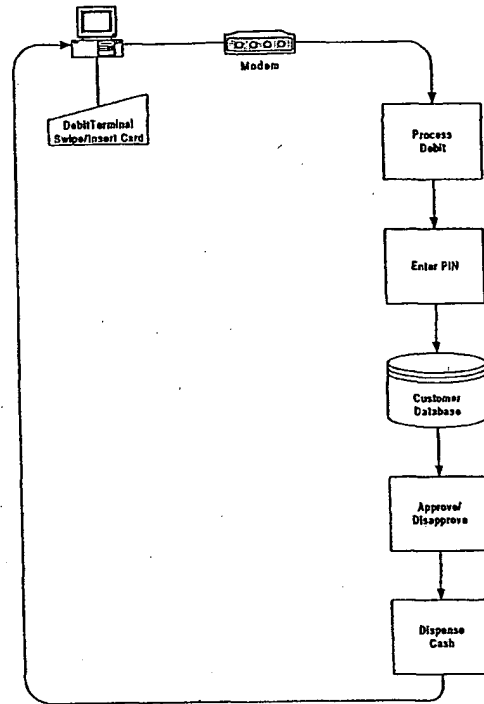 Modem
DebitTerminal
Swipe/Insert Card
Process
Debit
Enter PIN
Customer
Database
Approve/
Disapprove
Dispense
Cash